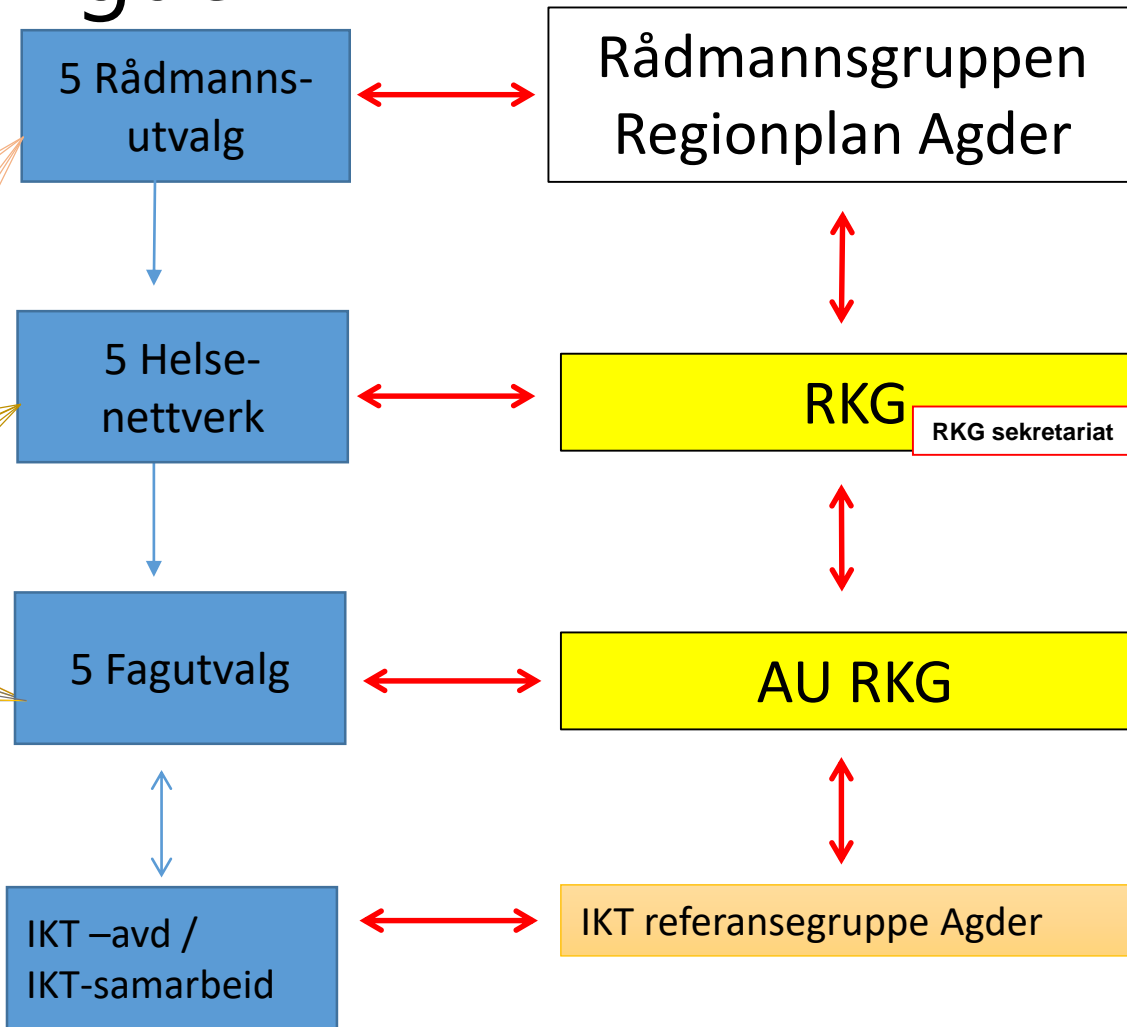 5 Rådmanns-
utvalg
Rådmannsgruppen
Regionplan Agder
5 Helse-
nettverk
RKG
RKG sekretariat
5 Fagutvalg
AU RKG
IKT –avd /
IKT-samarbeid
IKT referansegruppe Agder